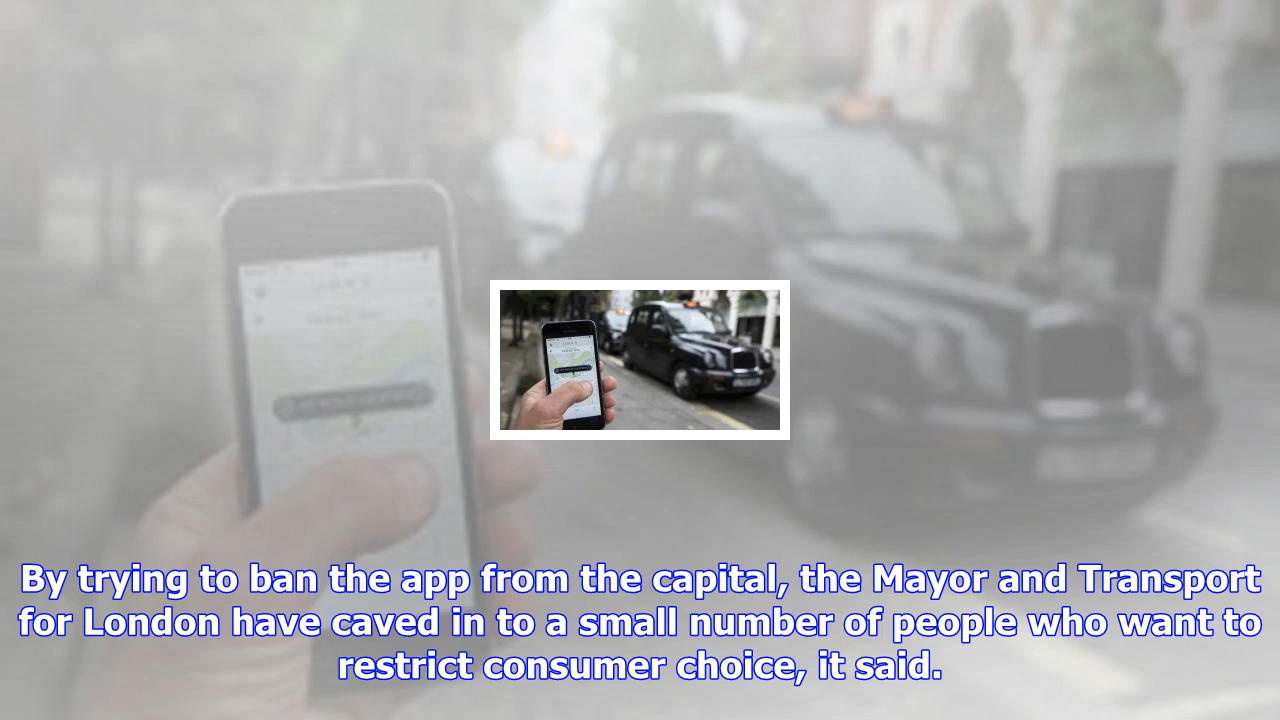 By trying to ban the app from the capital, the Mayor and Transport
for London have caved in to a small number of people who want to
restrict consumer choice, it said.